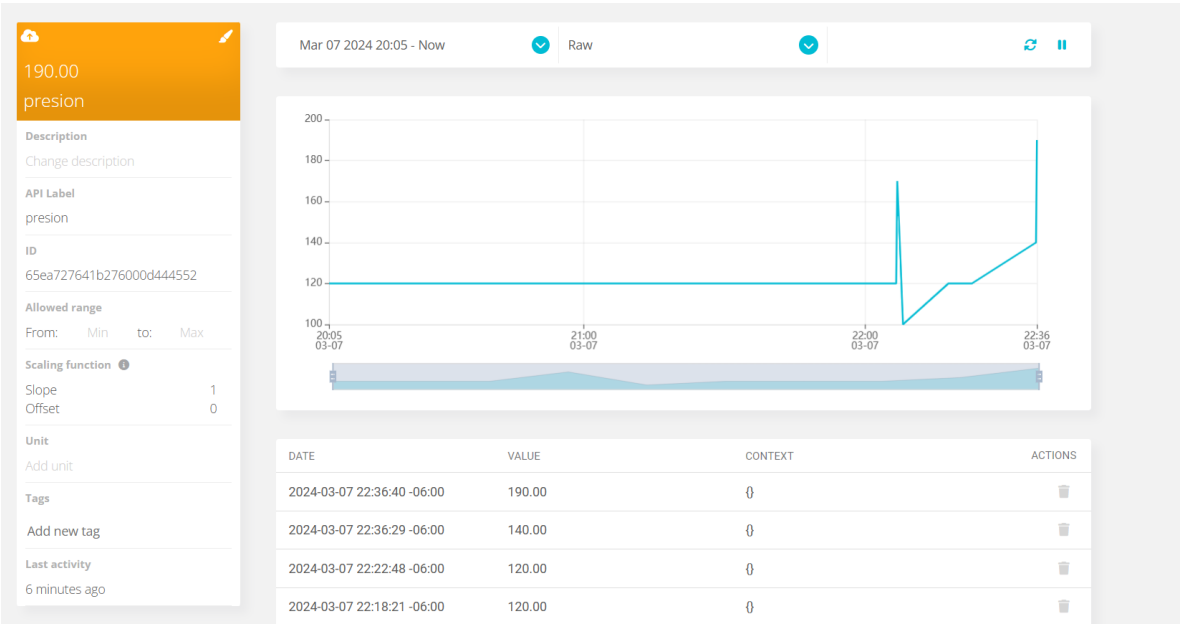 190.00
presion
Description
Change description
API Label
presion
ID
65ea727641b276000d444552
Allowed range
From: Min to: Max
Scaling function
Slope 1
Offset 0
Unit
Add unit
Tags
Add new tag
Last activity
6 minutes ago
Mar 07 2024 20:05 - Now Raw
200
180
160
140
120
100
20:05 21:00 22:00 22:36
03-07 03-07 03-07 03-07
DATE VALUE CONTEXT ACTIONS
2024-03-07 22:36:40 -06:00 190.00 {}
2024-03-07 22:36:29 -06:00 140.00 {}
2024-03-07 22:22:48 -06:00 120.00 {}
2024-03-07 22:18:21 -06:00 120.00 {}